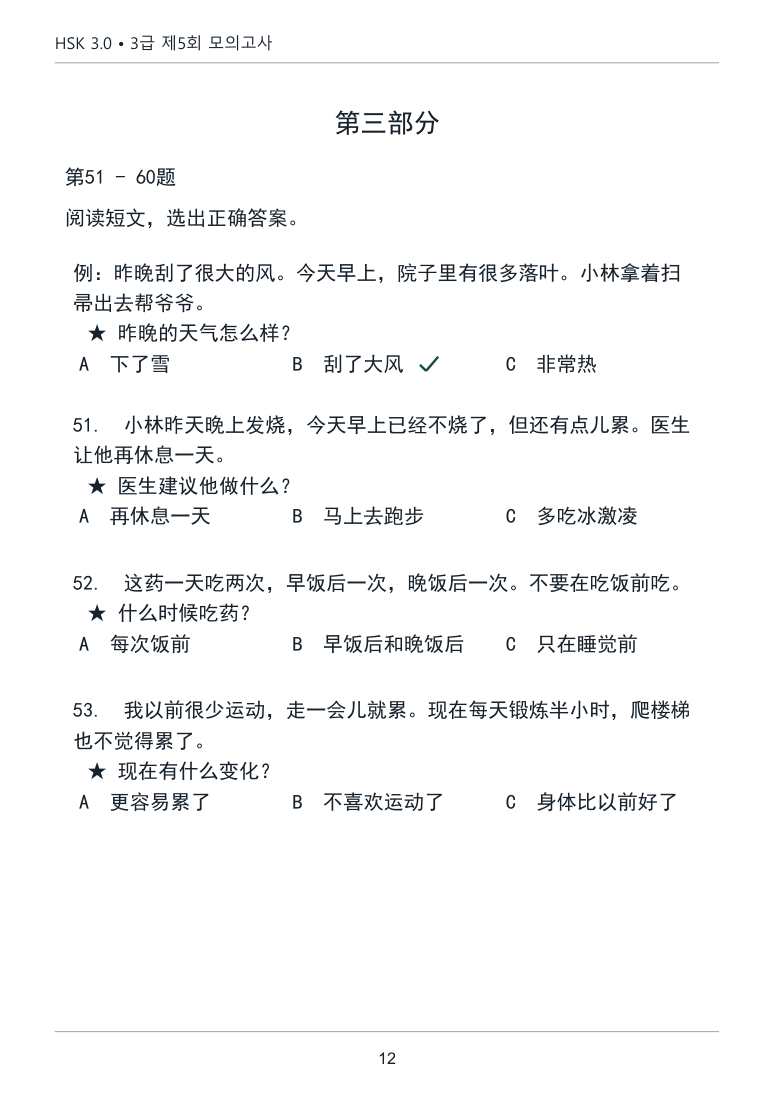 HSK 3.0 • 3급 제5회 모의고사
第三部分
第51 - 60题
阅读短文，选出正确答案。
例：昨晚刮了很大的风。今天早上，院子里有很多落叶。小林拿着扫
帚出去帮爷爷。
★ 昨晚的天气怎么样？
A 下了雪 B 刮了大风 ✓ C 非常热
51. 小林昨天晚上发烧，今天早上已经不烧了，但还有点儿累。医生
让他再休息一天。
★ 医生建议他做什么？
A 再休息一天 B 马上去跑步 C 多吃冰激凌
52. 这药一天吃两次，早饭后一次，晚饭后一次。不要在吃饭前吃。
★ 什么时候吃药？
A 每次饭前 B 早饭后和晚饭后 C 只在睡觉前
53. 我以前很少运动，走一会儿就累。现在每天锻炼半小时，爬楼梯
也不觉得累了。
★ 现在有什么变化？
A 更容易累了 B 不喜欢运动了 C 身体比以前好了
12